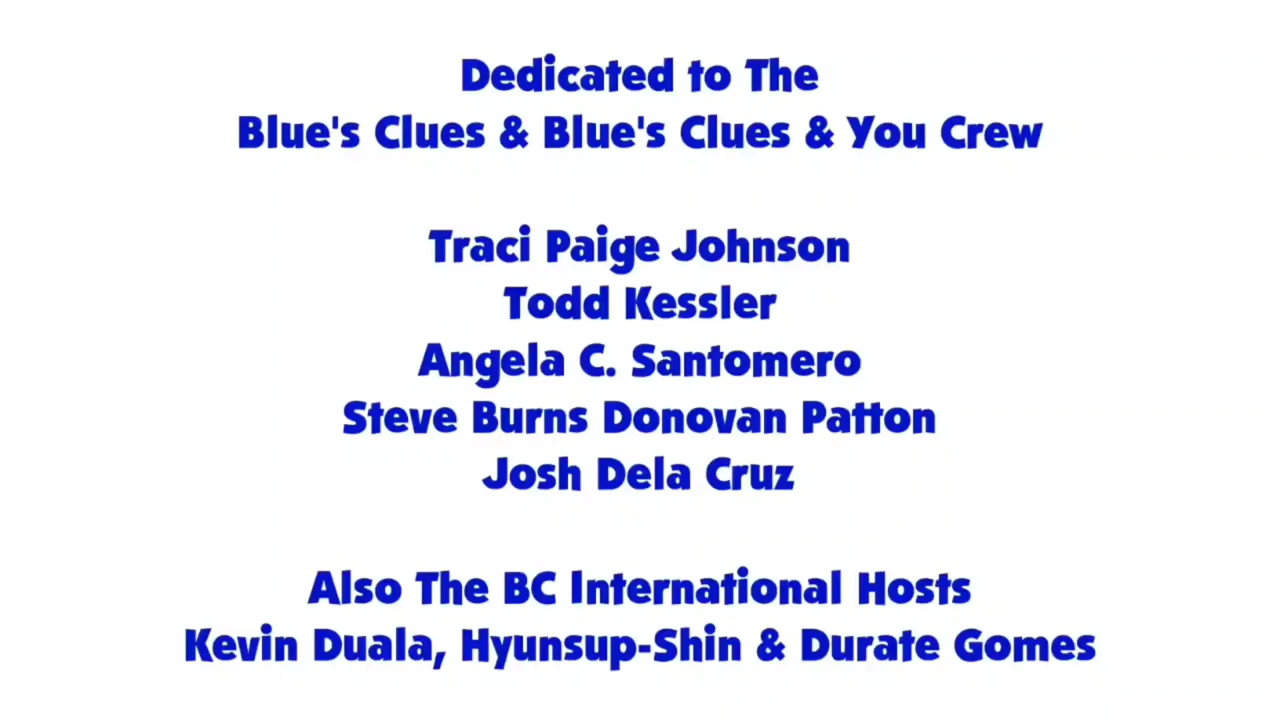 Dedicated to The
Blue's Clues & Blue's Clues & You Crew
Traci Paige Johnson
Todd Kessler
Angela C. Santomero
Steve Burns Donovan Patton
Josh Dela Cruz
Also The BC International Hosts
Kevin Duala, Hyunsup-Shin & Durate Gomes